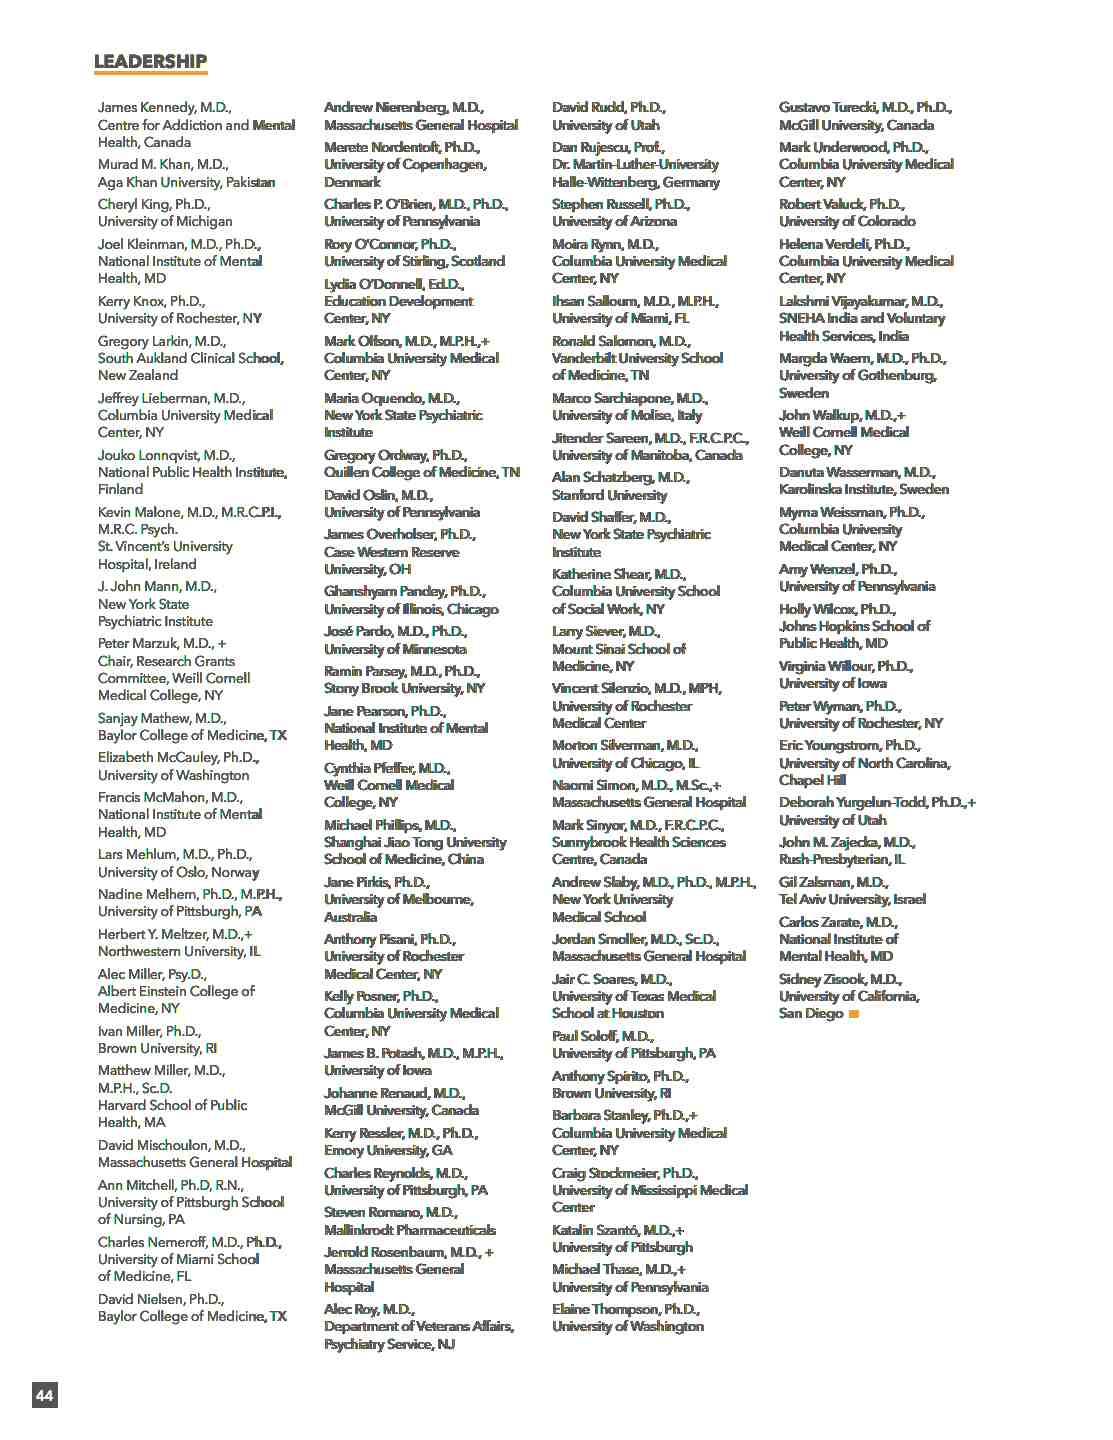 LEADERSHIP
James Kennedy, M.D.,
Centre for Addiction and Mental
Health, Canada
Murad M. Khan, M.D.,
Aga Khan University, Pakistan
Cheryl King, Ph.D.,
University of Michigan
Joel Kleinman, M.D., Ph.D.,
National Institute of Mental
Health, MD
Kerry Knox, Ph.D.,
University of Rochester, NY
Gregory Larkin, M.D.,
South Aukland Clinical School,
New Zealand
Jeffrey Lieberman, M.D.,
Columbia University Medical
Center, NY
Jouko Lonnqvist, M.D.,
National Public Health Institute,
Finland
Kevin Malone, M.D., M.R.C.P.I.,
M.R.C. Psych.
St. Vincent's University
Hospital, Ireland
J. John Mann, M.D.,
New York State
Psychiatric Institute
Peter Marzuk, M.D., +
Chair, Research Grants
Committee, Weill Cornell
Medical College, NY
Sanjay Mathew, M.D.,
Baylor College of Medicine, TX
Elizabeth McCauley, Ph.D.,
University of Washington
Francis McMahon, M.D.,
National Institute of Mental
Health, MD
Lars Mehlum, M.D., Ph.D.,
University of Oslo, Norway
Nadine Melhem, Ph.D., M.P.H.,
University of Pittsburgh, PA
Herbert Y. Meltzer, M.D.,+
Northwestern University, IL
Alec Miller, Psy.D.,
Albert Einstein College of
Medicine, NY
Ivan Miller, Ph.D.,
Brown University, RI
Matthew Miller, M.D.,
M.P.H., Sc.D.
Harvard School of Public
Health, MA
David Mischoulon, M.D.,
Massachusetts General Hospital
Ann Mitchell, Ph.D, R.N.,
University of Pittsburgh School
of Nursing, PA
Charles Nemeroff, M.D., Ph.D.,
University of Miami School
of Medicine, FL
David Nielsen, Ph.D.,
Baylor College of Medicine, TX
Andrew Nierenberg, M.D.,
Massachusetts General Hospital
Merete Nordentoft, Ph.D.,
University of Copenhagen,
Denmark
Charles P. O'Brien, M.D., Ph.D.,
University of Pennsylvania
Rory O'Connor, Ph.D.,
University of Stirling, Scotland
Lydia O'Donnell, Ed.D.,
Education Development
Center, NY
Mark Olfson, M.D., M.P.H.,+
Columbia University Medical
Center, NY
Maria Oquendo, M.D.,
New York State Psychiatric
Institute
Gregory Ordway, Ph.D.,
Quillen College of Medicine, TN
David Oslin, M.D.,
University of Pennsylvania
James Overholser, Ph.D.,
Case Western Reserve
University, OH
Ghanshyam Pandey, Ph.D.,
University of Illinois, Chicago
José Pardo, M.D., Ph.D.,
University of Minnesota
Ramin Parsey, M.D., Ph.D.,
Stony Brook University, NY
Jane Pearson, Ph.D.,
National Institute of Mental
Health, MD
Cynthia Pfeffer, M.D.,
Weill Cornell Medical
College, NY
Michael Phillips, M.D.,
Shanghai Jiao Tong University
School of Medicine, China
Jane Pirkis, Ph.D.,
University of Melbourne,
Australia
Anthony Pisani, Ph.D.,
University of Rochester
Medical Center, NY
Kelly Posner, Ph.D.,
Columbia University Medical
Center, NY
James B. Potash, M.D., M.P.H.,
University of Iowa
Johanne Renaud, M.D.,
McGill University, Canada
Kerry Ressler, M.D., Ph.D.,
Emory University, GA
Charles Reynolds, M.D.,
University of Pittsburgh, PA
Steven Romano, M.D.,
Mallinkrodt Pharmaceuticals
Jerrold Rosenbaum, M.D., +
Massachusetts General
Hospital
Alec Roy, M.D.,
Department of Veterans Affairs,
Psychiatry Service, NJ
David Rudd, Ph.D.,
University of Utah
Dan Rujescu, Prof.,
Dr. Martin-Luther-University
Halle-Wittenberg, Germany
Stephen Russell, Ph.D.,
University of Arizona
Moira Rynn, M.D.,
Columbia University Medical
Center, NY
Ihsan Salloum, M.D., M.P.H.,
University of Miami, FL
Ronald Salomon, M.D.,
Vanderbilt University School
of Medicine, TN
Marco Sarchiapone, M.D.,
University of Molise, Italy
Jitender Sareen, M.D., F.R.C.P.C.,
University of Manitoba, Canada
Alan Schatzberg, M.D.,
Stanford University
David Shaffer, M.D.,
New York State Psychiatric
Institute
Katherine Shear, M.D.,
Columbia University School
of Social Work, NY
Larry Siever, M.D.,
Mount Sinai School of
Medicine, NY
Vincent Silenzio, M.D., MPH,
University of Rochester
Medical Center
Morton Silverman, M.D.,
University of Chicago, IL
Naomi Simon, M.D., M.Sc.,+
Massachusetts General Hospital
Mark Sinyor, M.D., F.R.C.P.C.,
Sunnybrook Health Sciences
Centre, Canada
Andrew Slaby, M.D., Ph.D., M.P.H.,
New York University
Medical School
Jordan Smoller, M.D., Sc.D.,
Massachusetts General Hospital
Jair C. Soares, M.D.,
University of Texas Medical
School at Houston
Paul Soloff, M.D.,
University of Pittsburgh, PA
Anthony Spirito, Ph.D.,
Brown University, RI
Barbara Stanley, Ph.D.,+
Columbia University Medical
Center, NY
Craig Stockmeier, Ph.D.,
University of Mississippi Medical
Center
Katalin Szantó, M.D.,+
University of Pittsburgh
Michael Thase, M.D.,+
University of Pennsylvania
Elaine Thompson, Ph.D.,
University of Washington
Gustavo Turecki, M.D., Ph.D.,
McGill University, Canada
Mark Underwood, Ph.D.,
Columbia University Medical
Center, NY
Robert Valuck, Ph.D.,
University of Colorado
Helena Verdeli, Ph.D.,
Columbia University Medical
Center, NY
Lakshmi Vijayakumar, M.D.,
SNEHA India and Voluntary
Health Services, India
Margda Waern, M.D., Ph.D.,
University of Gothenburg,
Sweden
John Walkup, M.D.,+
Weill Cornell Medical
College, NY
Danuta Wasserman, M.D.,
Karolinska Institute, Sweden
Myrna Weissman, Ph.D.,
Columbia University
Medical Center, NY
Amy Wenzel, Ph.D.,
University of Pennsylvania
Holly Wilcox, Ph.D.,
Johns Hopkins School of
Public Health, MD
Virginia Willour, Ph.D.,
University of Iowa
Peter Wyman, Ph.D.,
University of Rochester, NY
Eric Youngstrom, Ph.D.,
University of North Carolina,
Chapel Hill
Deborah Yurgelun-Todd, Ph.D.,+
University of Utah
John M. Zajecka, M.D.,
Rush-Presbyterian, IL
Gil Zalsman, M.D.,
Tel Aviv University, Israel
Carlos Zarate, M.D.,
National Institute of
Mental Health, MD
Sidney Zisook, M.D.,
University of California,
San Diego
44